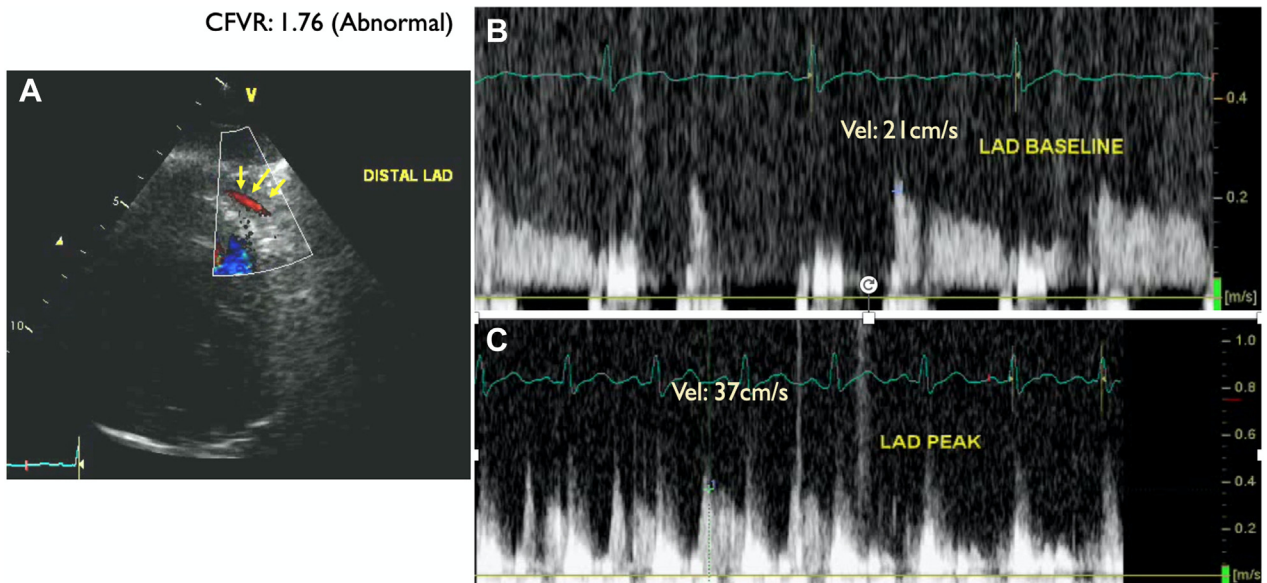 CFVR: 1.76 (Abnormal)
A
V
DISTAL LAD
5
10
B
Vel: 21cm/s
LAD BASELINE
0.4
0.2
[m/s]
C
1.0
Vel: 37cm/s
0.8
LAD PEAK
0.6
0.4
0.2
[m/s